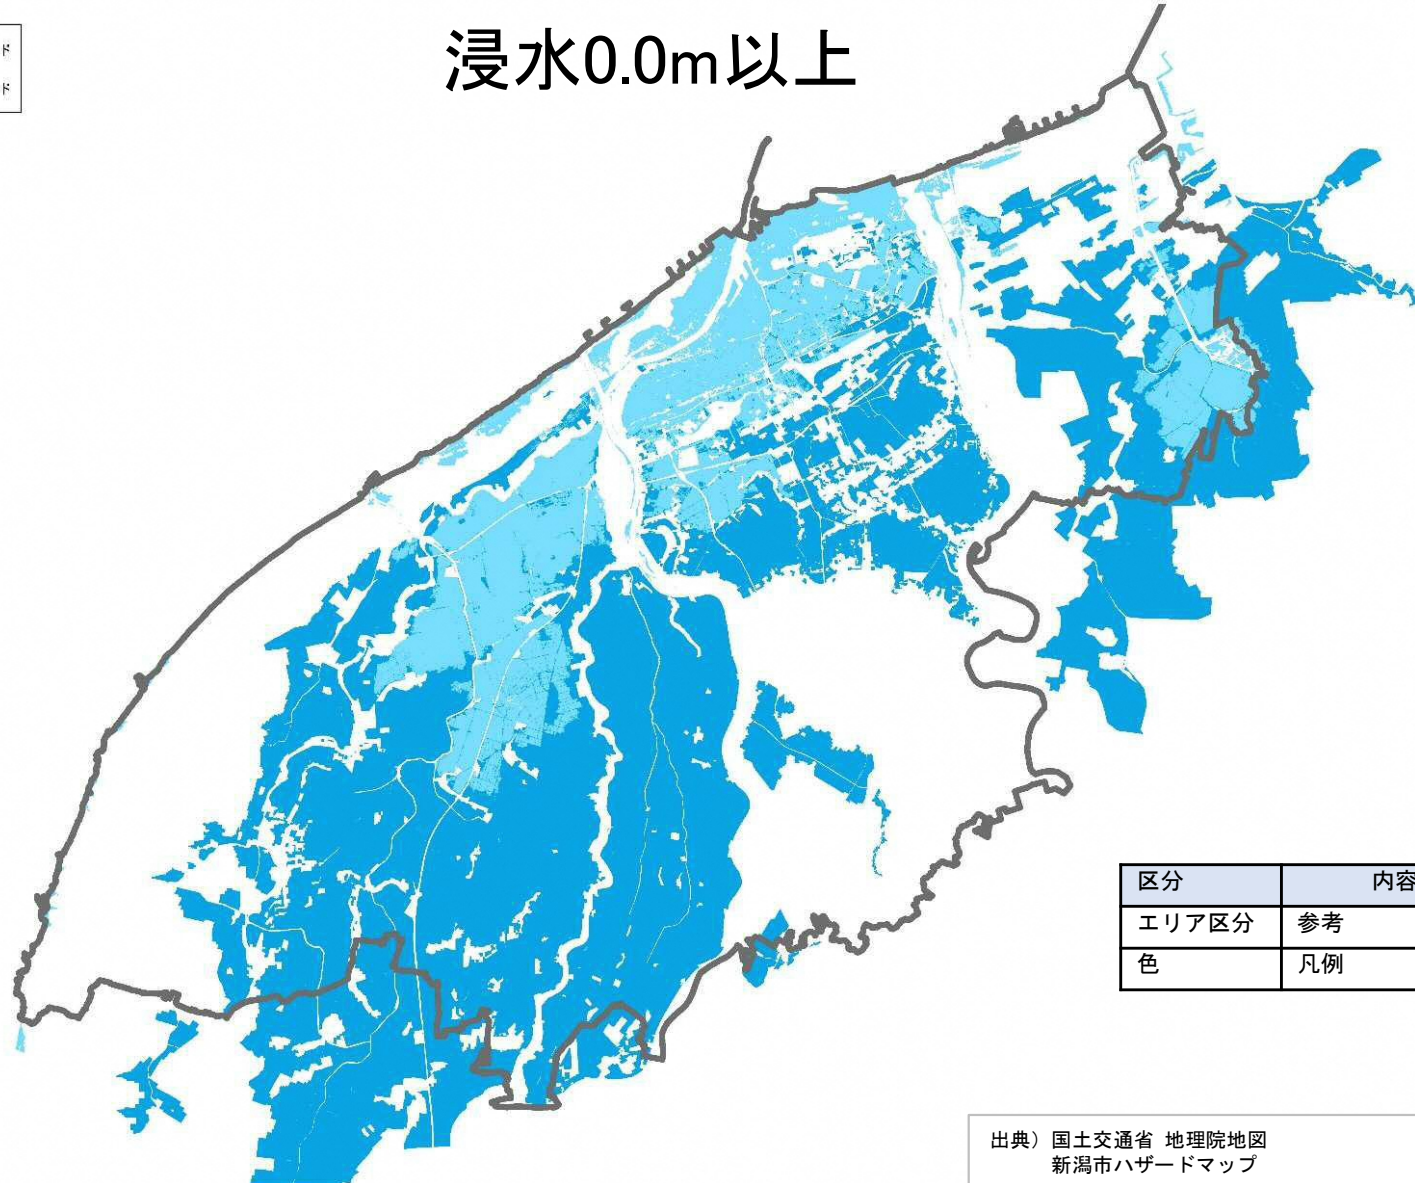 浸水0.0m以上
区分 内容
エリア区分 参考
色 凡例
出典）国土交通省 地理院地図
新潟市ハザードマップ